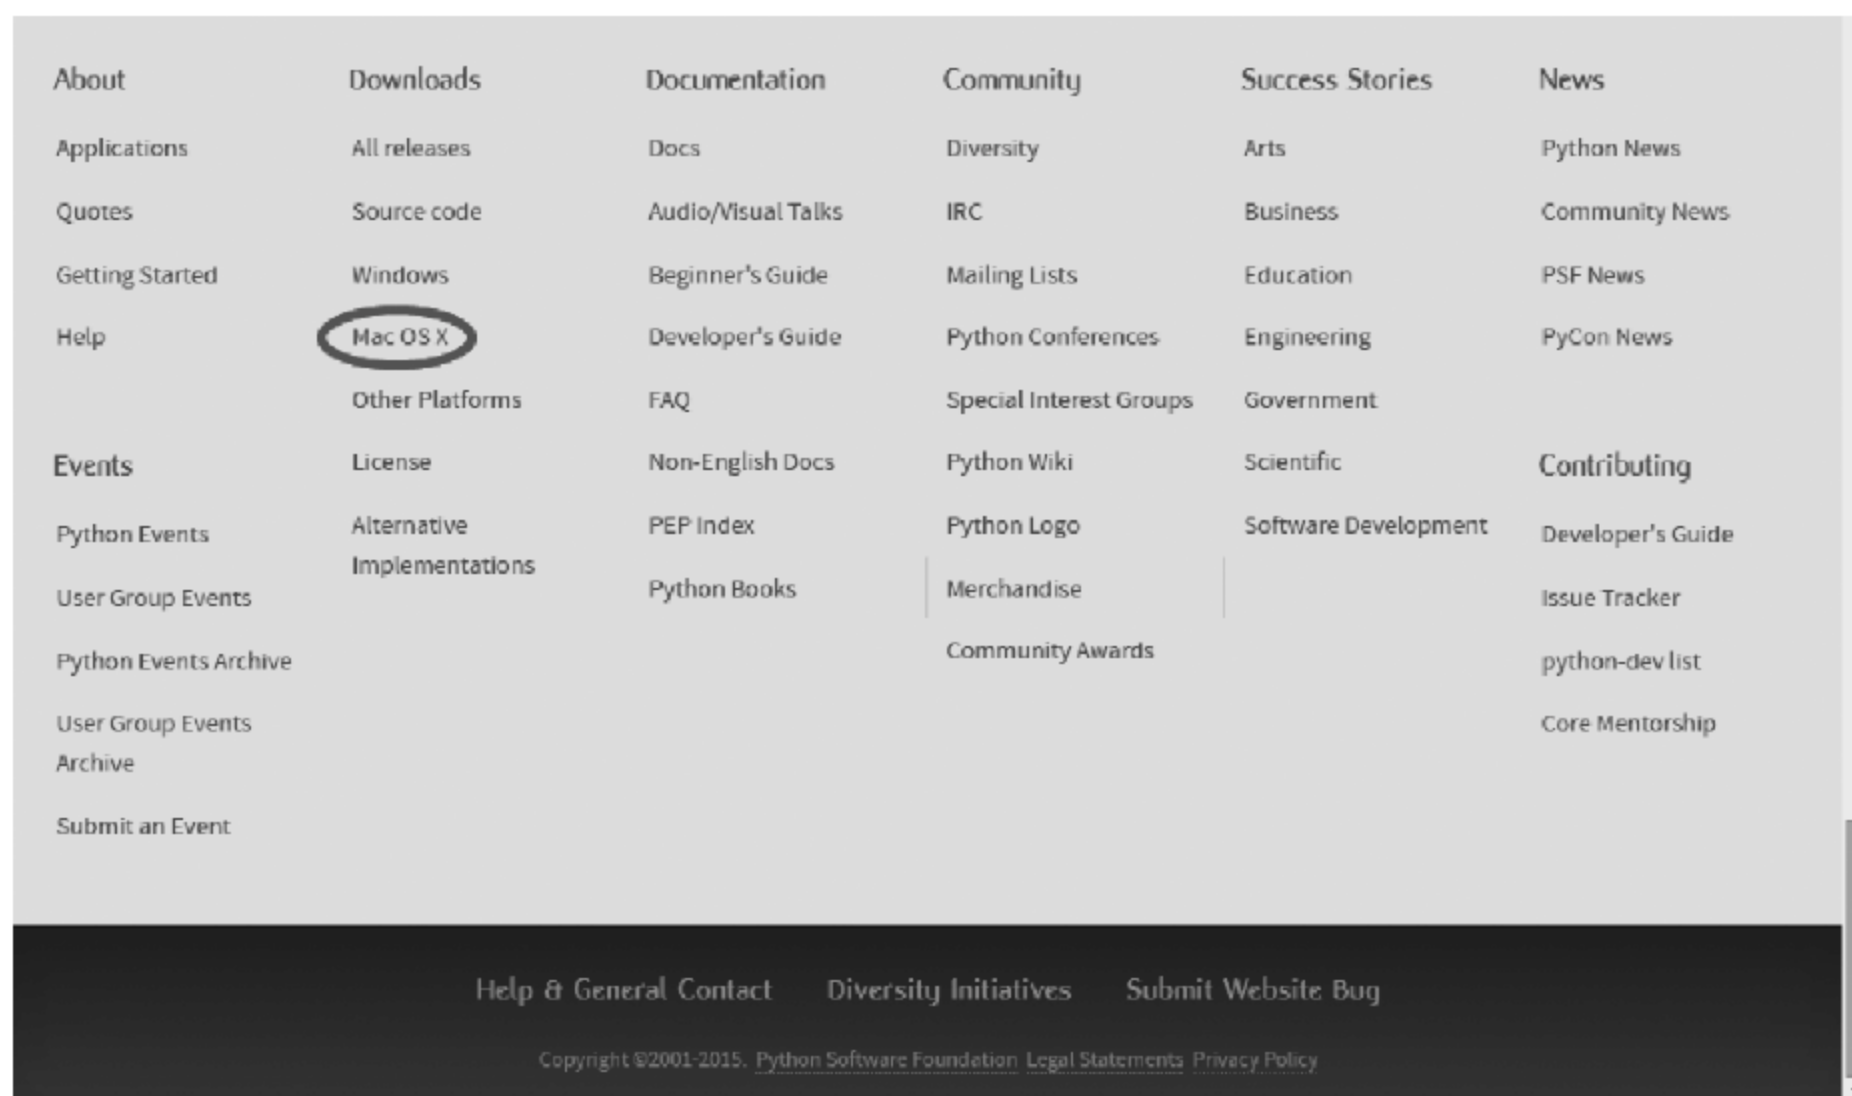 About
Applications
Quotes
Getting Started
Help
Events
Python Events
User Group Events
Python Events Archive
User Group Events
Archive
Submit an Event
Downloads
All releases
Source code
Windows
Mac OS X
Other Platforms
License
Alternative
Implementations
Documentation
Docs
Audio/Visual Talks
Beginner's Guide
Developer's Guide
FAQ
Non-English Docs
PEP Index
Python Books
Community
Diversity
IRC
Mailing Lists
Python Conferences
Special Interest Groups
Python Wiki
Python Logo
Merchandise
Community Awards
Success Stories
Arts
Business
Education
Engineering
Government
Scientific
Software Development
News
Python News
Community News
PSF News
PyCon News
Contributing
Developer's Guide
Issue Tracker
python-dev list
Core Mentorship
Help & General Contact Diversity Initiatives Submit Website Bug
Copyright ©2001-2015. Python Software Foundation Legal Statements Privacy Policy